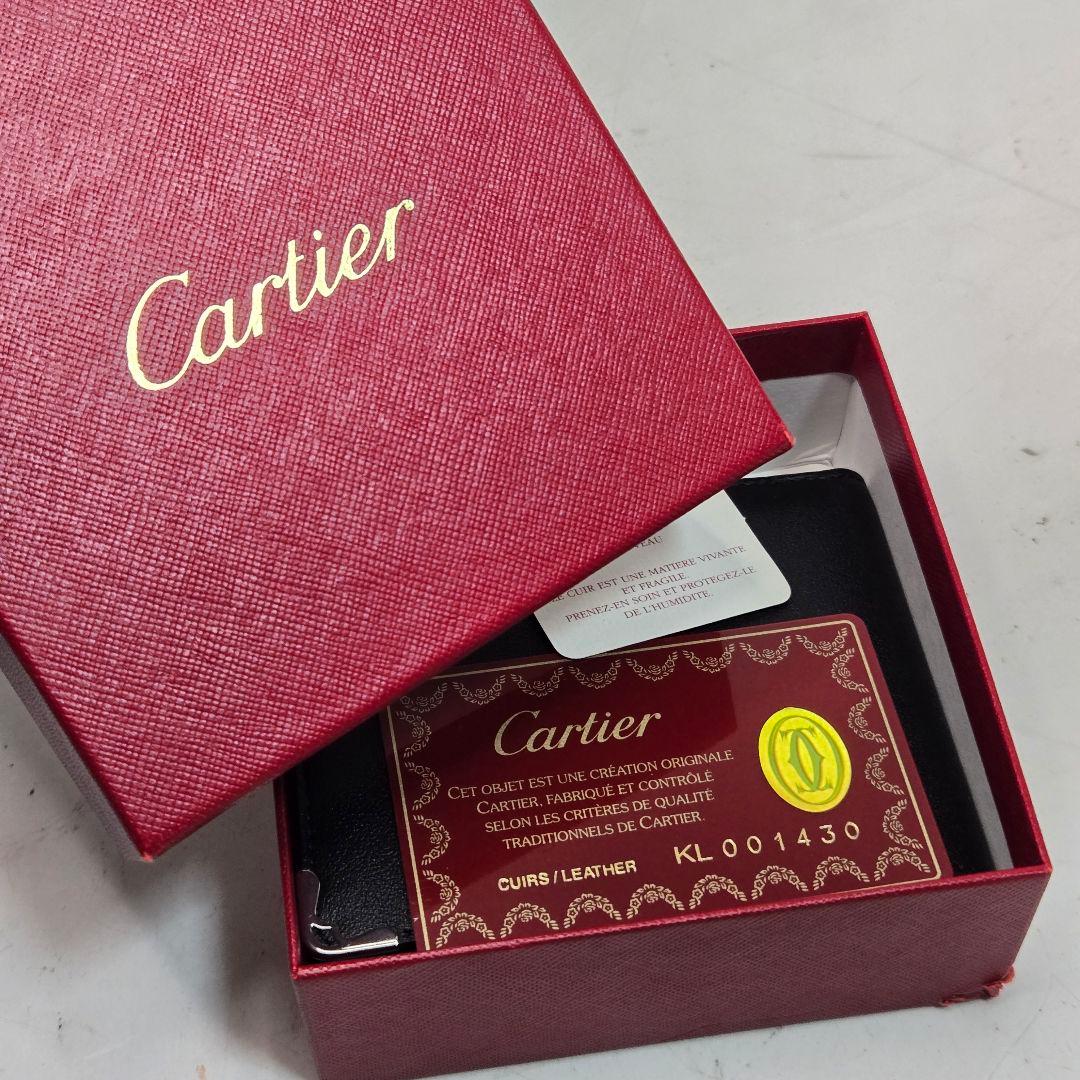 Cartier
LE CUIR EST UNE MATIERE VIVANTE
ET FRAGILE.
PRENEZ-EN SOIN ET PROTEGEZ-LE
DE L'HUMIDITE.
Cartier
CET OBJET EST UNE CRÉATION ORIGINALE
CARTIER, FABRIQUÉ ET CONTRÔLÉ
SELON LES CRITÈRES DE QUALITÉ
TRADITIONNELS DE CARTIER.
CUIRS / LEATHER
KL 001430